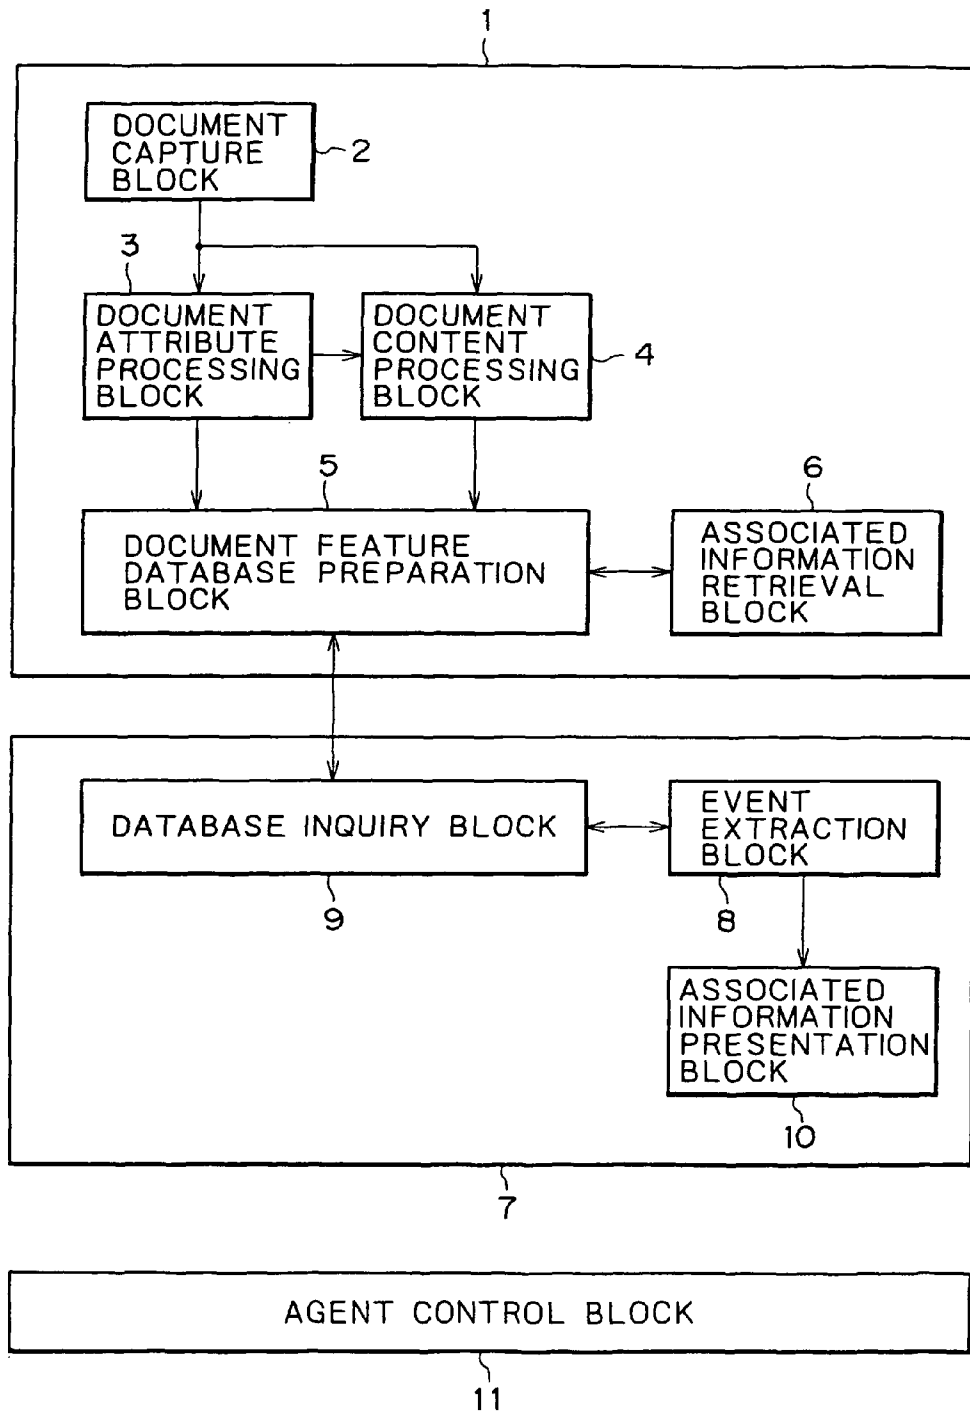 1
DOCUMENT
CAPTURE
BLOCK
2
3
DOCUMENT
ATTRIBUTE
PROCESSING
BLOCK
DOCUMENT
CONTENT
PROCESSING
BLOCK
4
5
DOCUMENT FEATURE
DATABASE PREPARATION
BLOCK
6
ASSOCIATED
INFORMATION
RETRIEVAL
BLOCK
DATABASE INQUIRY BLOCK
9
EVENT
EXTRACTION
BLOCK
8
ASSOCIATED
INFORMATION
PRESENTATION
BLOCK
10
7
AGENT CONTROL BLOCK
11